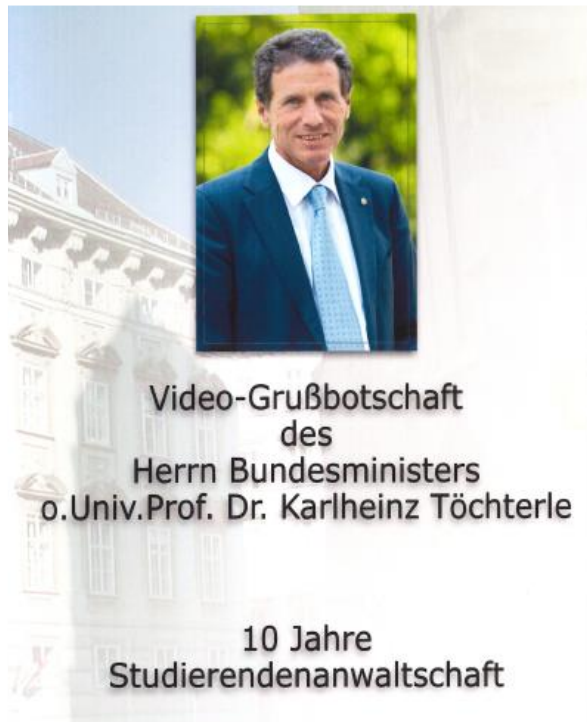 Video-Grußbotschaft
des
Herrn Bundesministers
o.Univ.Prof. Dr. Karlheinz Töchterle
10 Jahre
Studierendenanwaltschaft